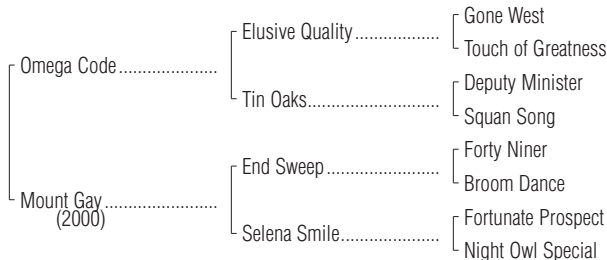 Gone West
Elusive Quality..................
Touch of Greatness
Omega Code.....................
Deputy Minister
Tin Oaks............................
Squan Song
Forty Niner
End Sweep........................
Broom Dance
Mount Gay........................
(2000)
Fortunate Prospect
Selena Smile.....................
Night Owl Special